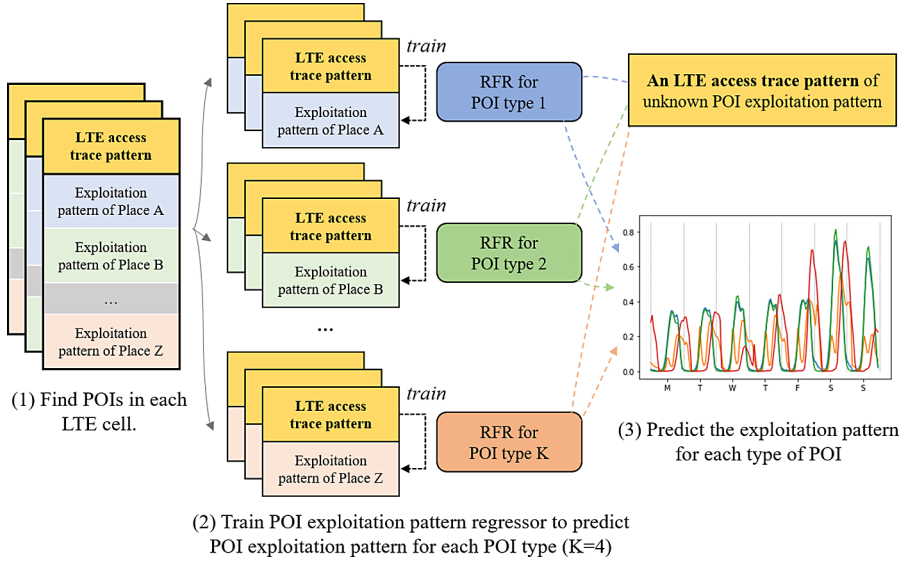 LTE access
trace pattern
Exploitation
pattern of Place A
Exploitation
pattern of Place B
...
Exploitation
pattern of Place Z
(1) Find POIs in each
LTE cell.
LTE access
trace pattern
Exploitation
pattern of Place A
train
RFR for
POI type 1
LTE access
trace pattern
Exploitation
pattern of Place B
train
RFR for
POI type 2
...
LTE access
trace pattern
Exploitation
pattern of Place Z
train
RFR for
POI type K
(2) Train POI exploitation pattern regressor to predict
POI exploitation pattern for each POI type (K=4)
An LTE access trace pattern of
unknown POI exploitation pattern
0.8
0.6
0.4
0.2
0.0
M T W T F S S
(3) Predict the exploitation pattern
for each type of POI